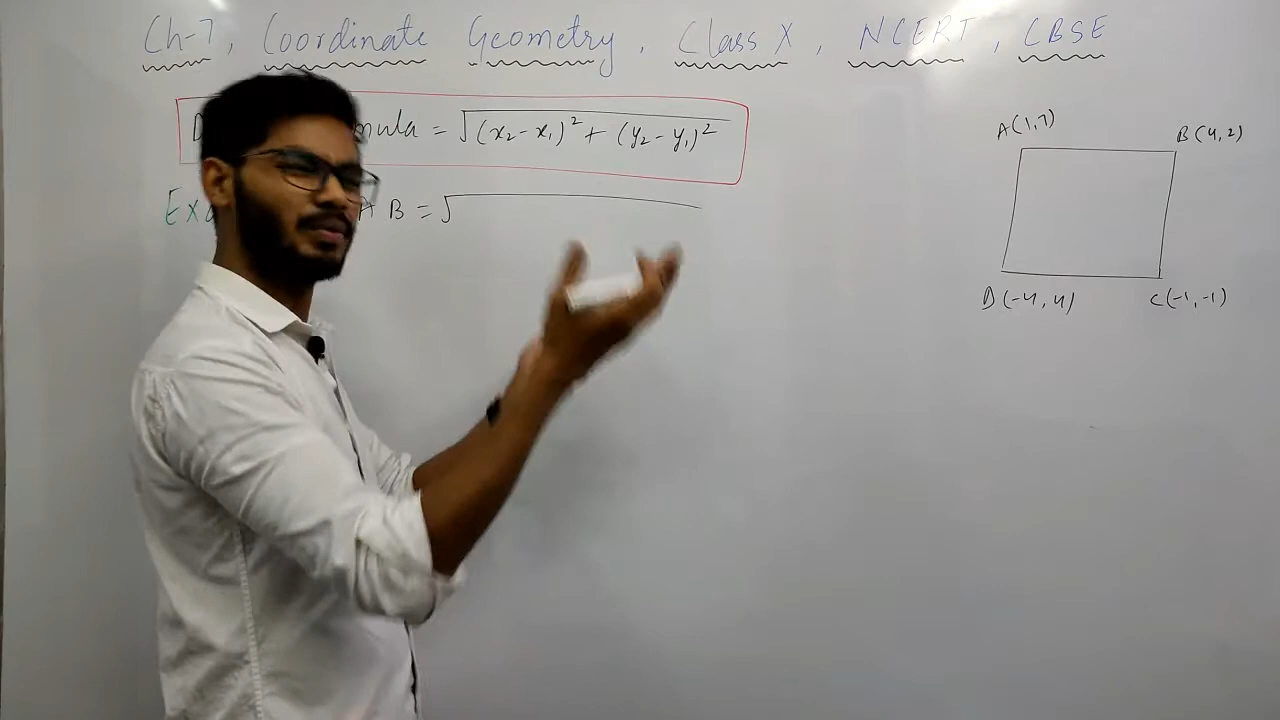 Ch-7, Coordinate Geometry, Class X, NCERT, CBSE
= √(x₂-x₁)² + (y₂-y₁)²
A B = √
A(1,7)
B(4,2)
D(-4,4)
C(-1,-1)